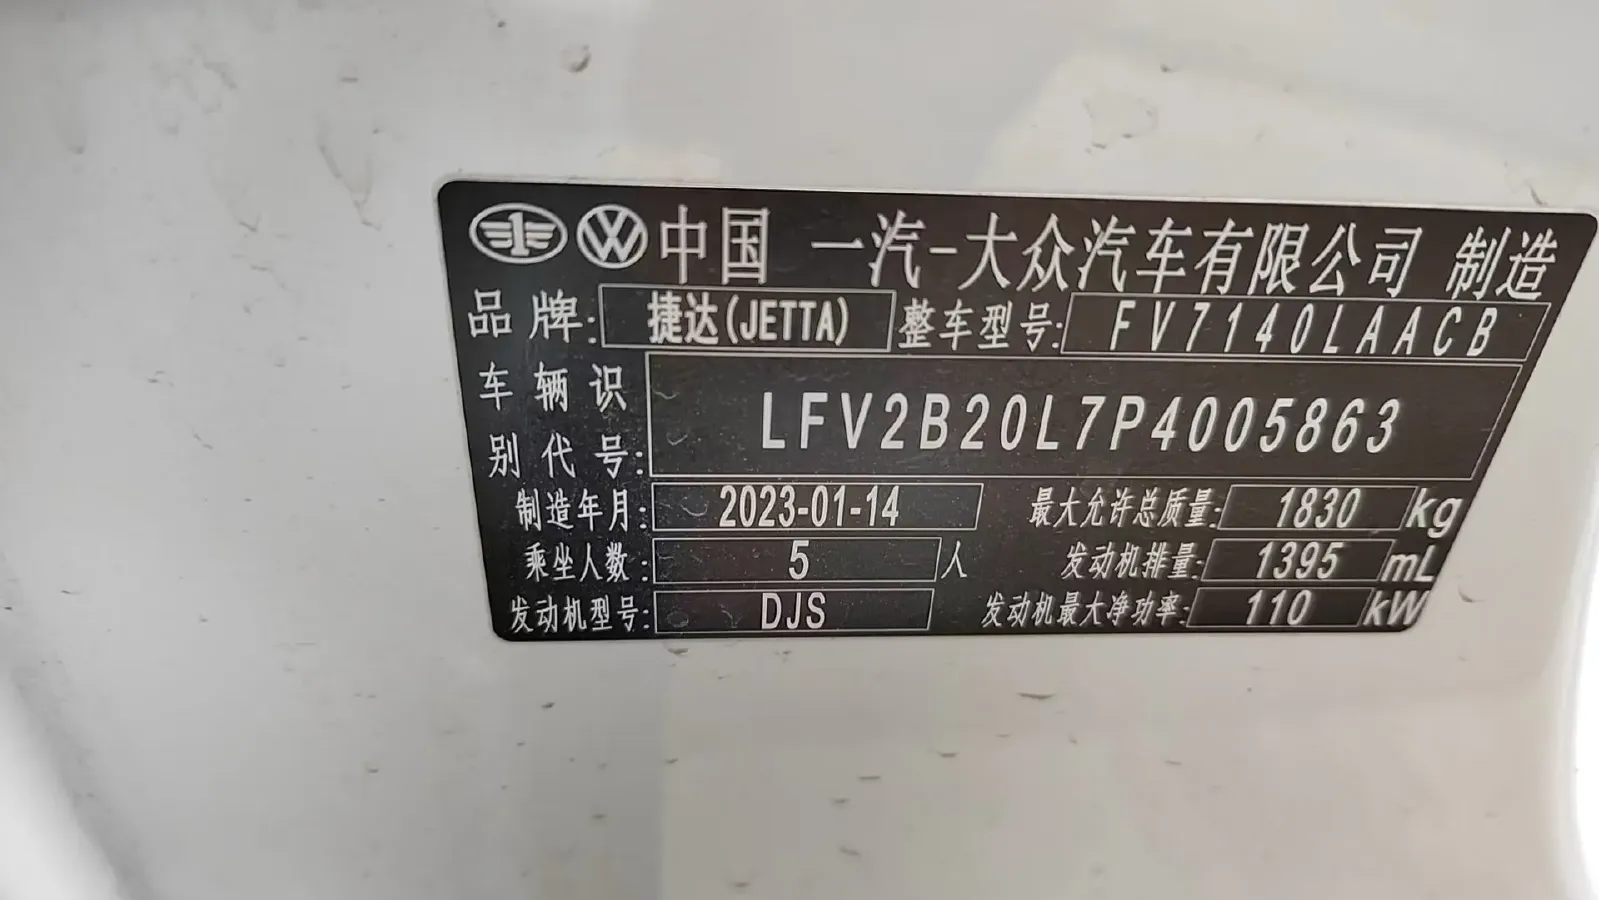 中国 一汽-大众汽车有限公司 制造
品牌: 捷达(JETTA) 整车型号: FV7140LAACB
车辆识别代号: LFV2B20L7P4005863
制造年月: 2023-01-14 最大允许总质量: 1830 kg
乘坐人数: 5 人 发动机排量: 1395 mL
发动机型号: DJS 发动机最大净功率: 110 kW